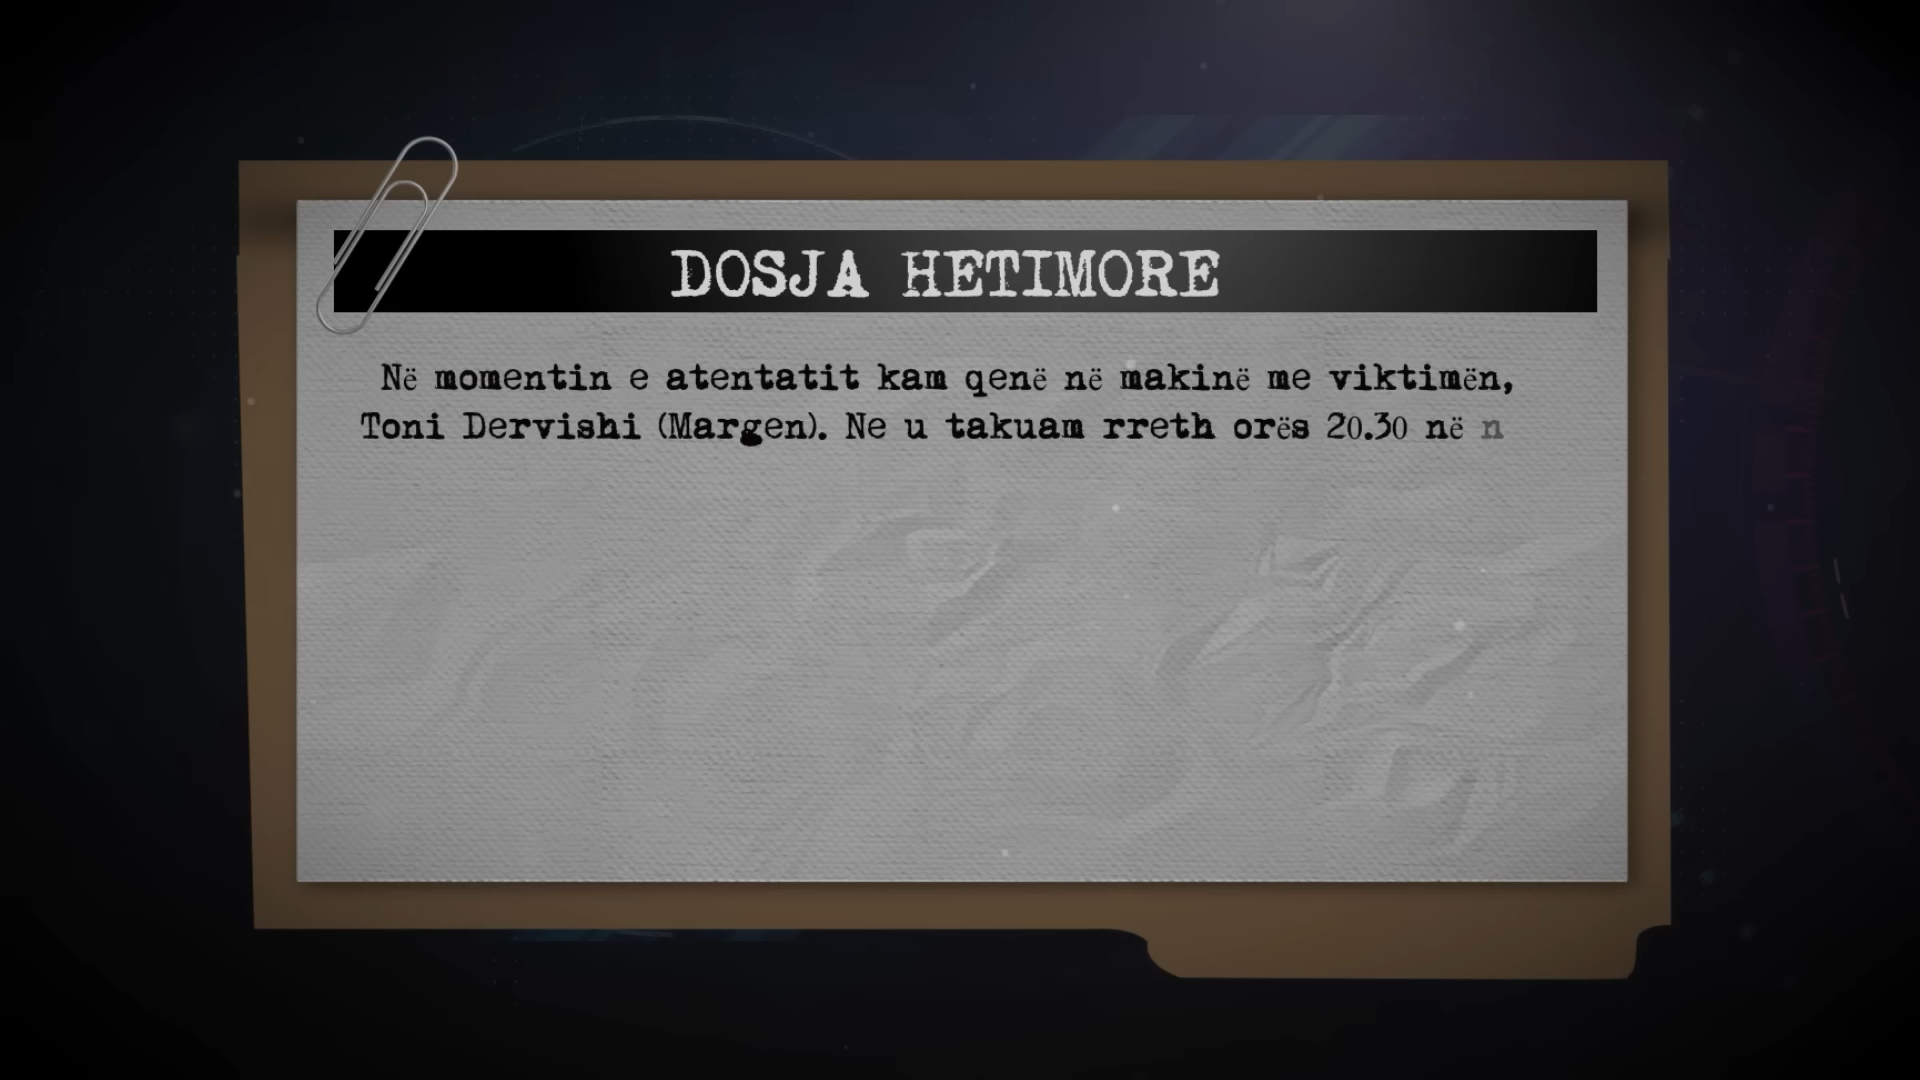 DOSJA HETIMORE
Në momentin e atentatit kam qenë në makinë me viktimën,
Toni Dervishi (Margen). Ne u takuam rreth orës 20.30 në n